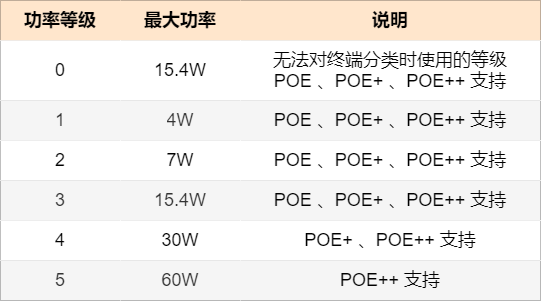 功率等级 最大功率 说明
0 15.4W 无法对终端分类时使用的等级
POE 、POE+ 、POE++ 支持
1 4W POE 、POE+ 、POE++ 支持
2 7W POE 、POE+ 、POE++ 支持
3 15.4W POE 、POE+ 、POE++ 支持
4 30W POE+ 、POE++ 支持
5 60W POE++ 支持